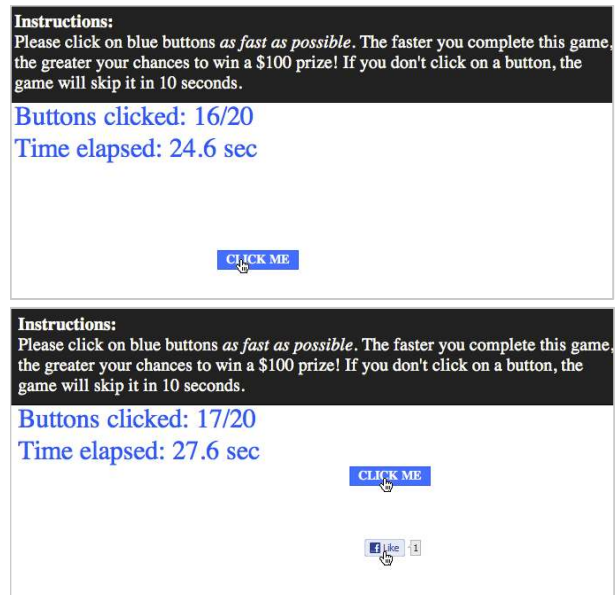 Instructions:
Please click on blue buttons as fast as possible. The faster you complete this game,
the greater your chances to win a $100 prize! If you don't click on a button, the
game will skip it in 10 seconds.
Buttons clicked: 16/20
Time elapsed: 24.6 sec
CLICK ME
Instructions:
Please click on blue buttons as fast as possible. The faster you complete this game,
the greater your chances to win a $100 prize! If you don't click on a button, the
game will skip it in 10 seconds.
Buttons clicked: 17/20
Time elapsed: 27.6 sec
CLICK ME
f Like 1